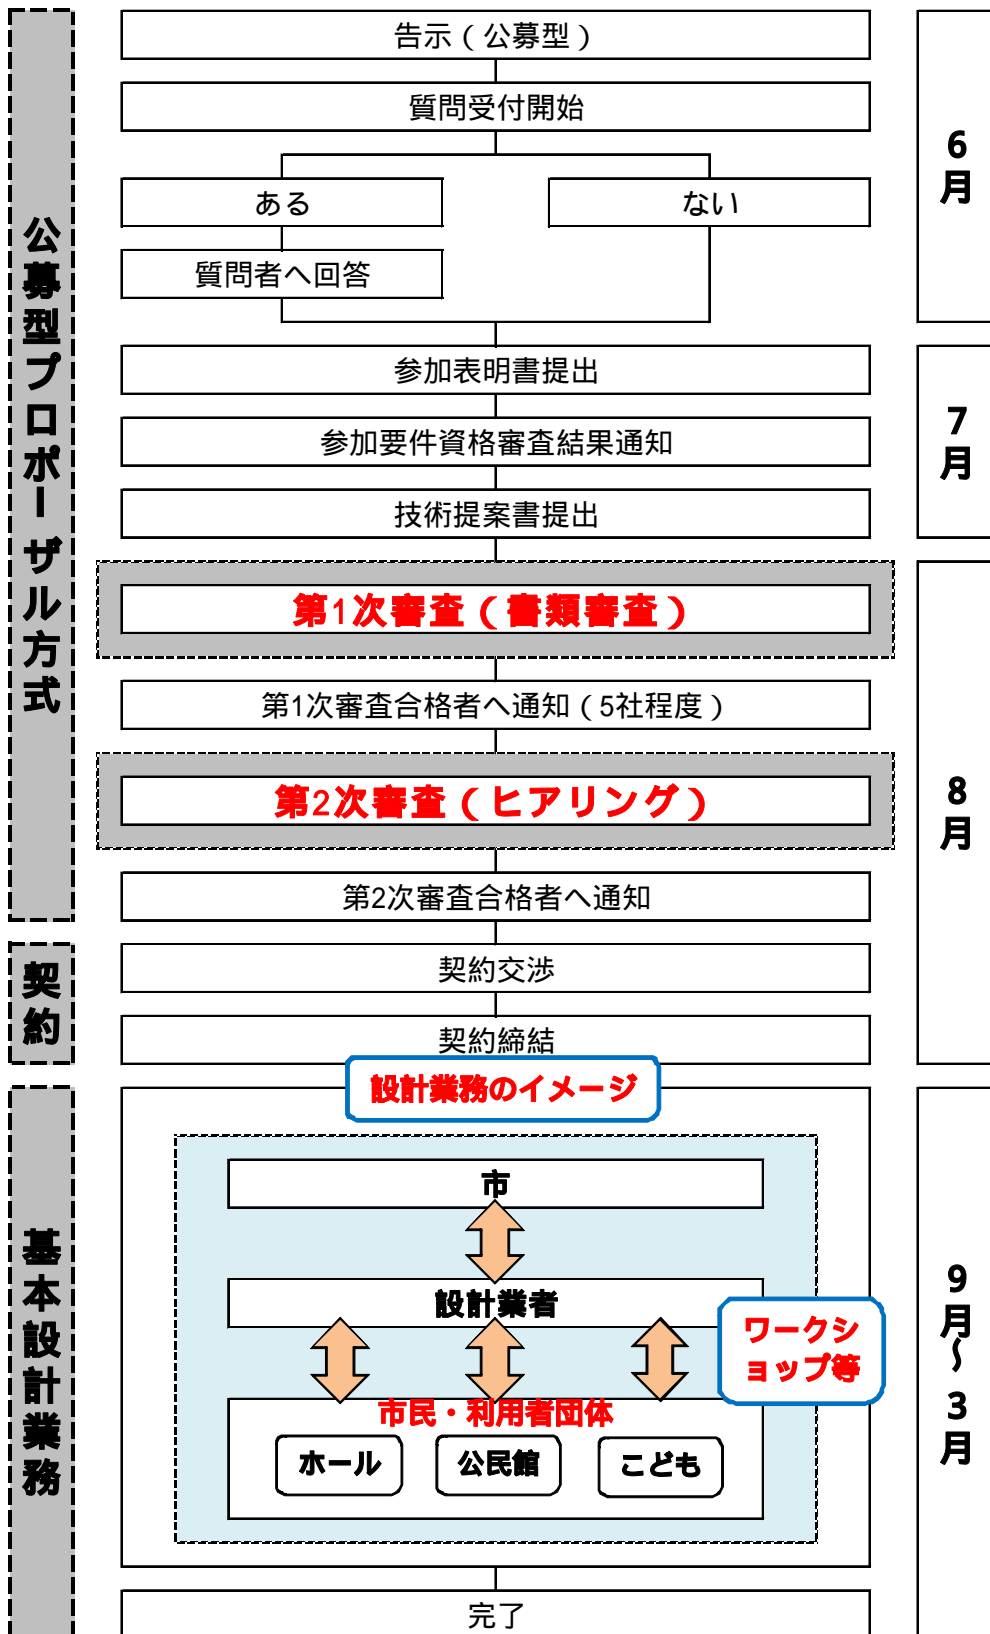 公募型プロポーザル方式
告示（公募型）
質問受付開始
ある
ない
質問者へ回答
6月
参加表明書提出
参加要件資格審査結果通知
技術提案書提出
7月
第1次審査（書類審査）
第1次審査合格者へ通知（5社程度）
第2次審査（ヒアリング）
第2次審査合格者へ通知
8月
契約
契約交渉
契約締結
基本設計業務
設計業務のイメージ
市
設計業者
ワークシ
ョップ等
市民・利用者団体
ホール
公民館
こども
9月～3月
完了